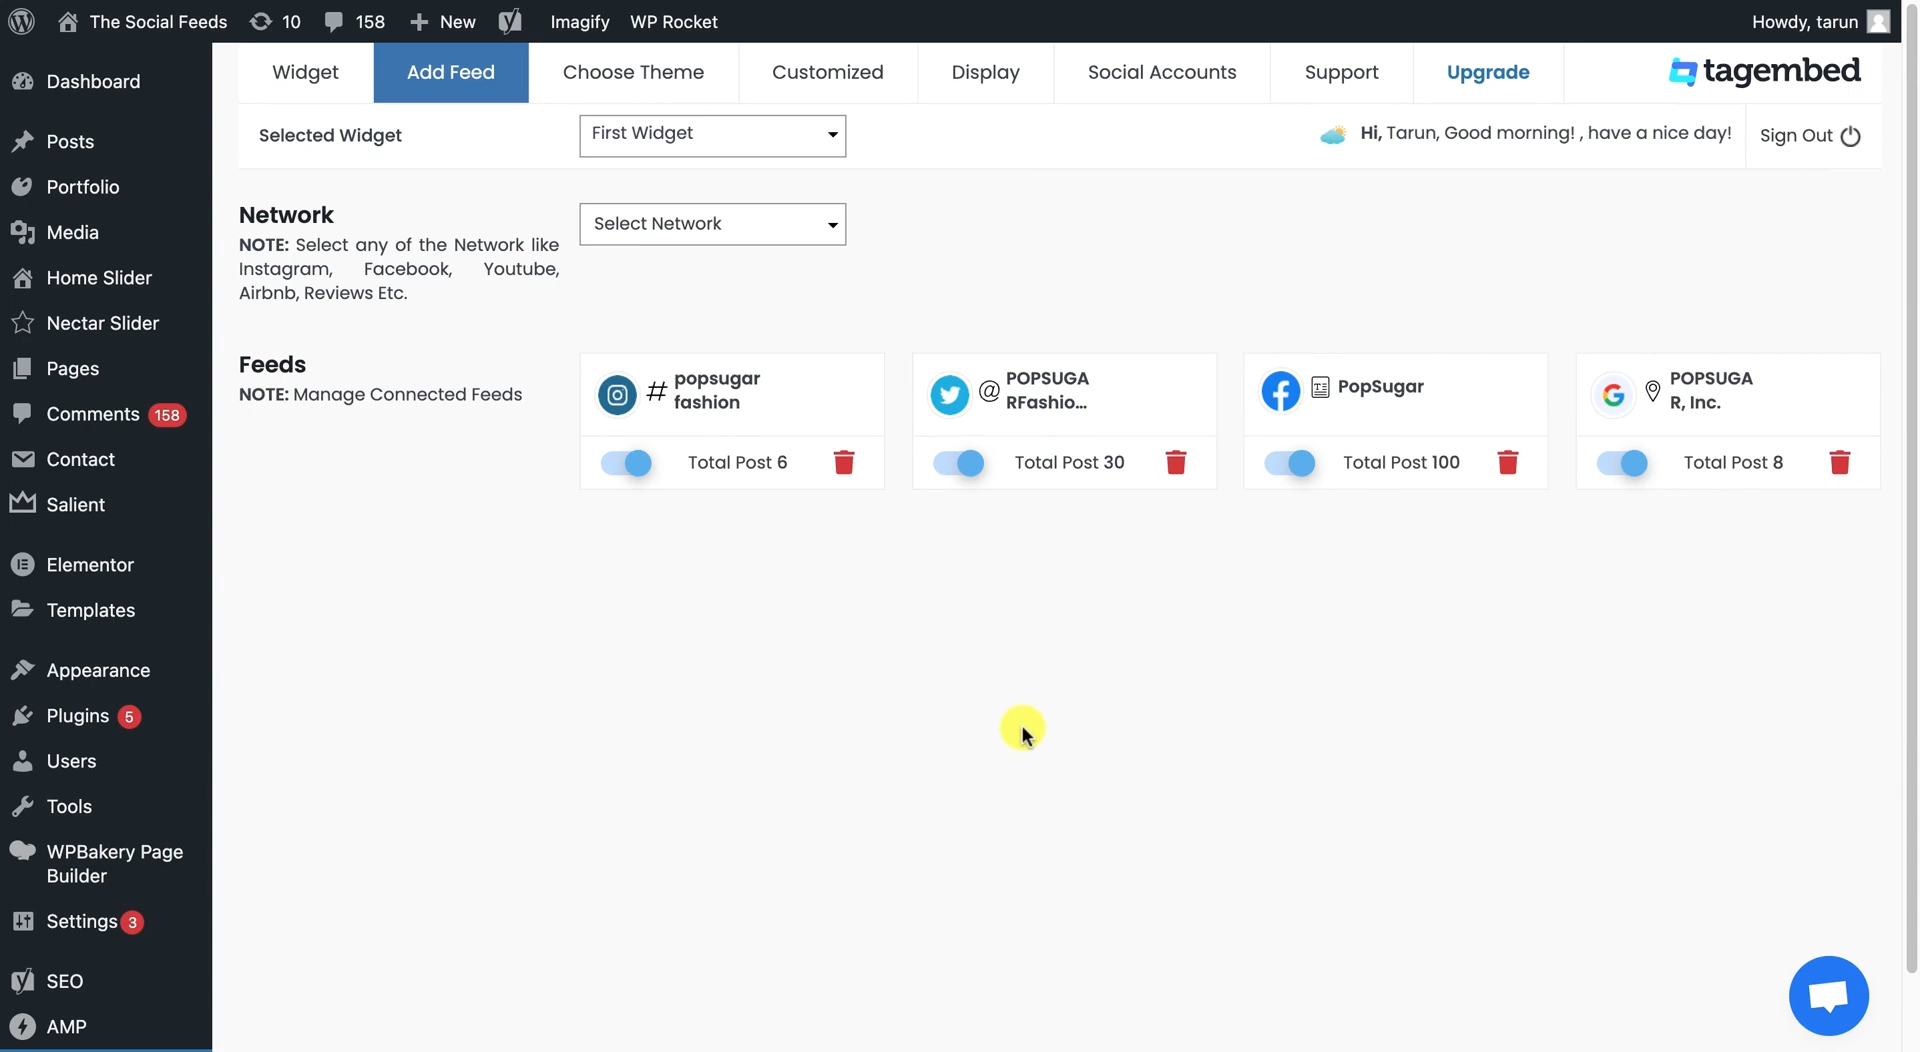 The Social Feeds 10 158 New Imagify WP Rocket Howdy, tarun
Widget Add Feed Choose Theme Customized Display Social Accounts Support Upgrade tagembed
Selected Widget First Widget Hi, Tarun, Good morning! , have a nice day! Sign Out
Network
NOTE: Select any of the Network like
Instagram, Facebook, Youtube,
Airbnb, Reviews Etc.
Select Network
Feeds
NOTE: Manage Connected Feeds
# popsugar
fashion
Total Post 6
@ POPSUGA
RFashio...
Total Post 30
PopSugar
Total Post 100
POPSUGA
R, Inc.
Total Post 8
Dashboard
Posts
Portfolio
Media
Home Slider
Nectar Slider
Pages
Comments 158
Contact
Salient
Elementor
Templates
Appearance
Plugins 5
Users
Tools
WPBakery Page
Builder
Settings 3
SEO
AMP